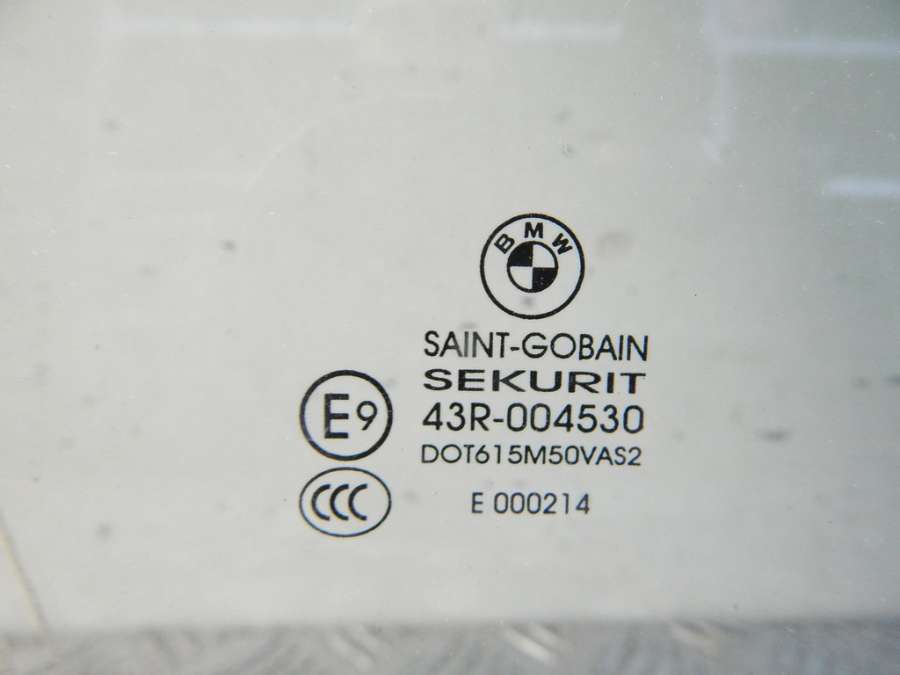 BMW
SAINT-GOBAIN
SEKURIT
E9
43R-004530
DOT615M50VAS2
CCC
E 000214